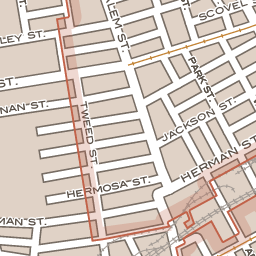 SCOVEL S
LEY ST.
LEM ST.
PARK ST.
NAN ST.
TWEED ST.
JACKSON ST.
HERMAN ST
HERMOSA ST.
MAN ST.